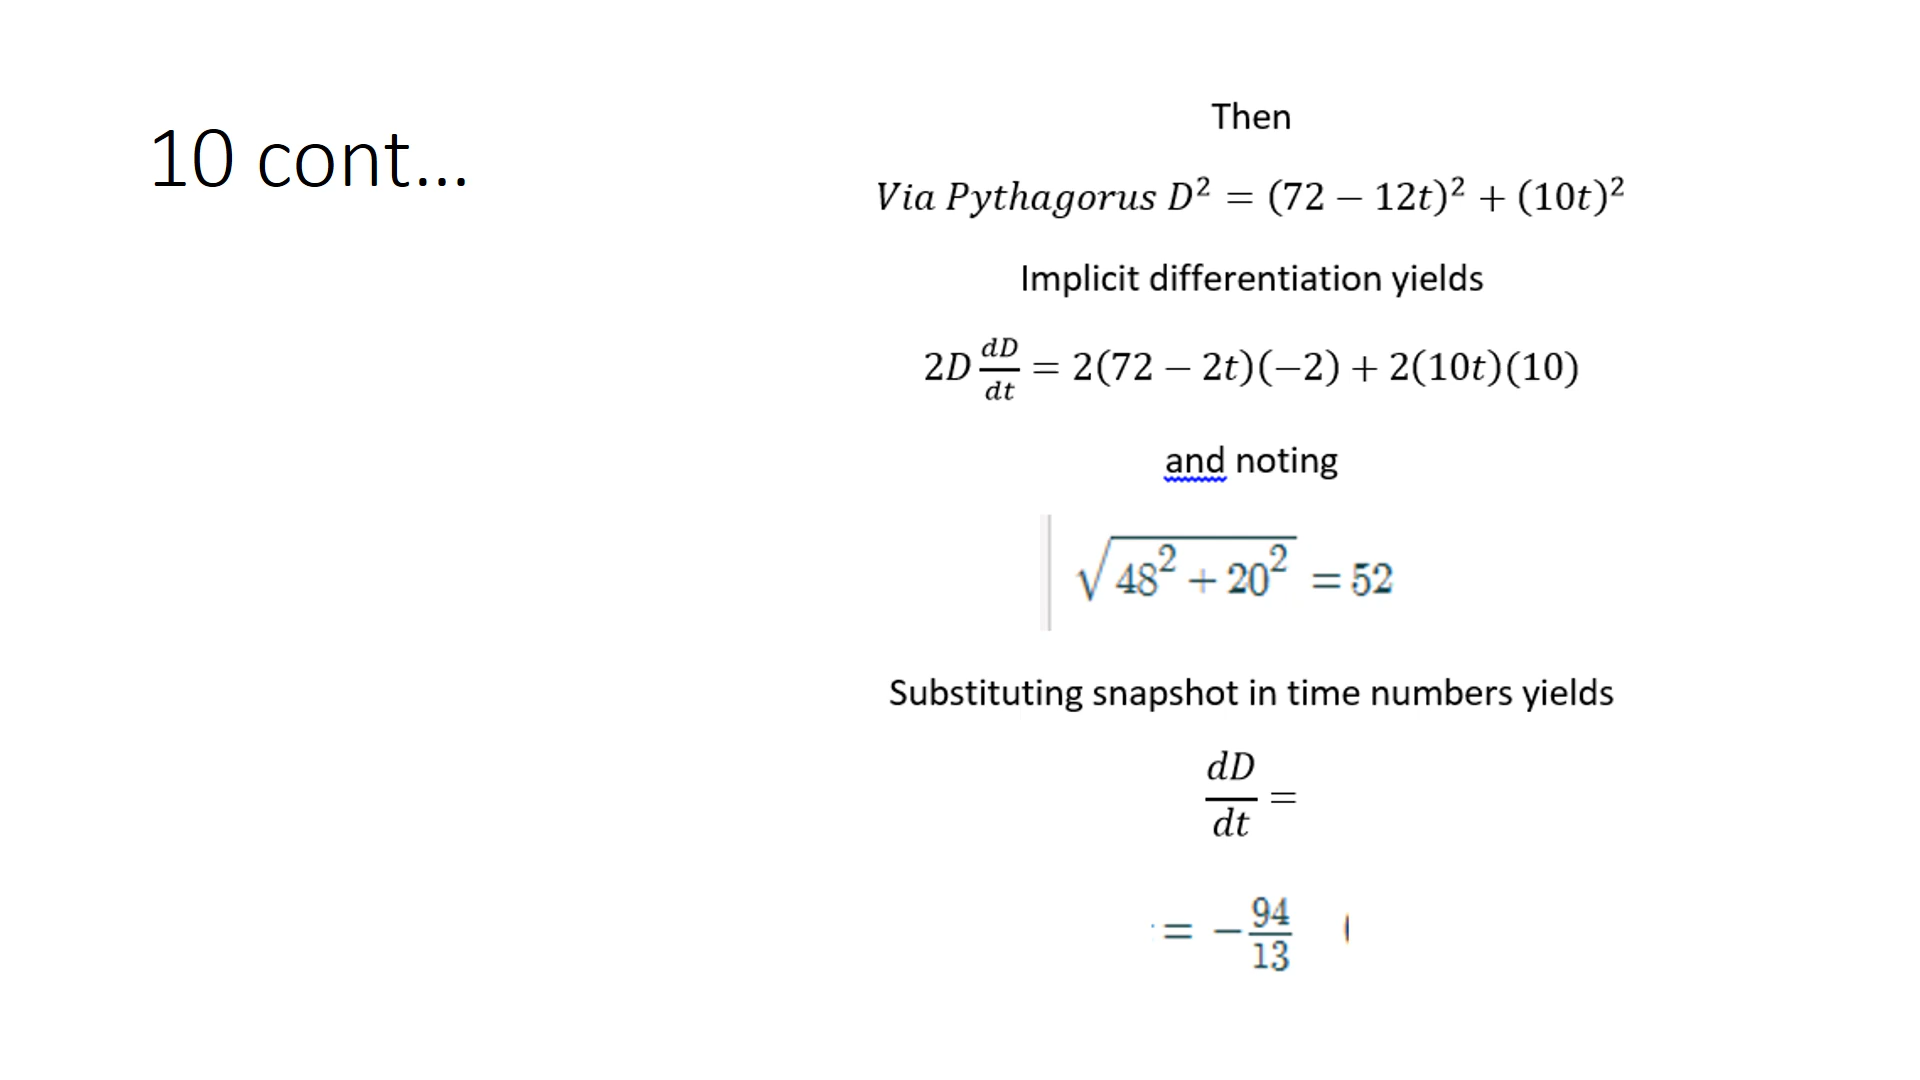 10 cont...
Then
Via Pythagorus D² = (72 − 12t)² + (10t)²
Implicit differentiation yields
2D dD/dt = 2(72 − 2t)(−2) + 2(10t)(10)
and noting
√(48² + 20²) = 52
Substituting snapshot in time numbers yields
dD/dt =
= − 94/13